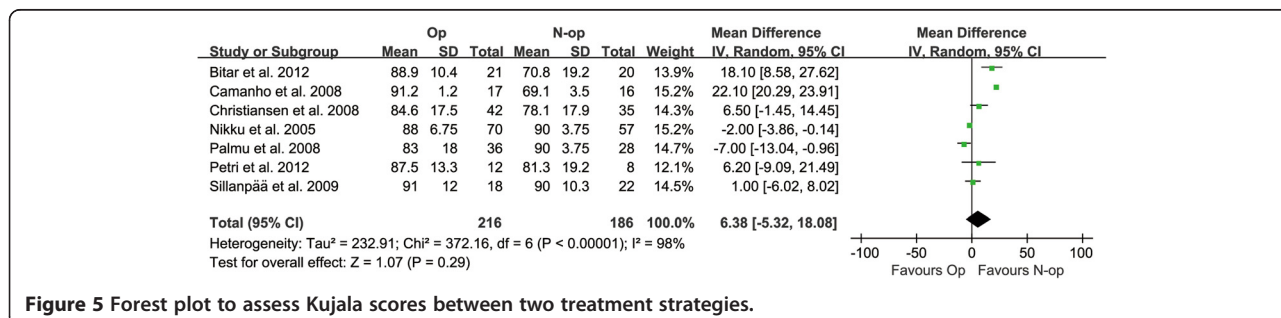 Op N-op Mean Difference Mean Difference
Study or Subgroup Mean SD Total Mean SD Total Weight IV, Random, 95% CI IV, Random, 95% CI
Bitar et al. 2012 88.9 10.4 21 70.8 19.2 20 13.9% 18.10 [8.58, 27.62]
Camanho et al. 2008 91.2 1.2 17 69.1 3.5 16 15.2% 22.10 [20.29, 23.91]
Christiansen et al. 2008 84.6 17.5 42 78.1 17.9 35 14.3% 6.50 [-1.45, 14.45]
Nikku et al. 2005 88 6.75 70 90 3.75 57 15.2% -2.00 [-3.86, -0.14]
Palmu et al. 2008 83 18 36 90 3.75 28 14.7% -7.00 [-13.04, -0.96]
Petri et al. 2012 87.5 13.3 12 81.3 19.2 8 12.1% 6.20 [-9.09, 21.49]
Sillanpää et al. 2009 91 12 18 90 10.3 22 14.5% 1.00 [-6.02, 8.02]
Total (95% CI) 216 186 100.0% 6.38 [-5.32, 18.08]
Heterogeneity: Tau² = 232.91; Chi² = 372.16, df = 6 (P < 0.00001); I² = 98%
Test for overall effect: Z = 1.07 (P = 0.29)
-100 -50 0 50 100
Favours Op Favours N-op
Figure 5 Forest plot to assess Kujala scores between two treatment strategies.